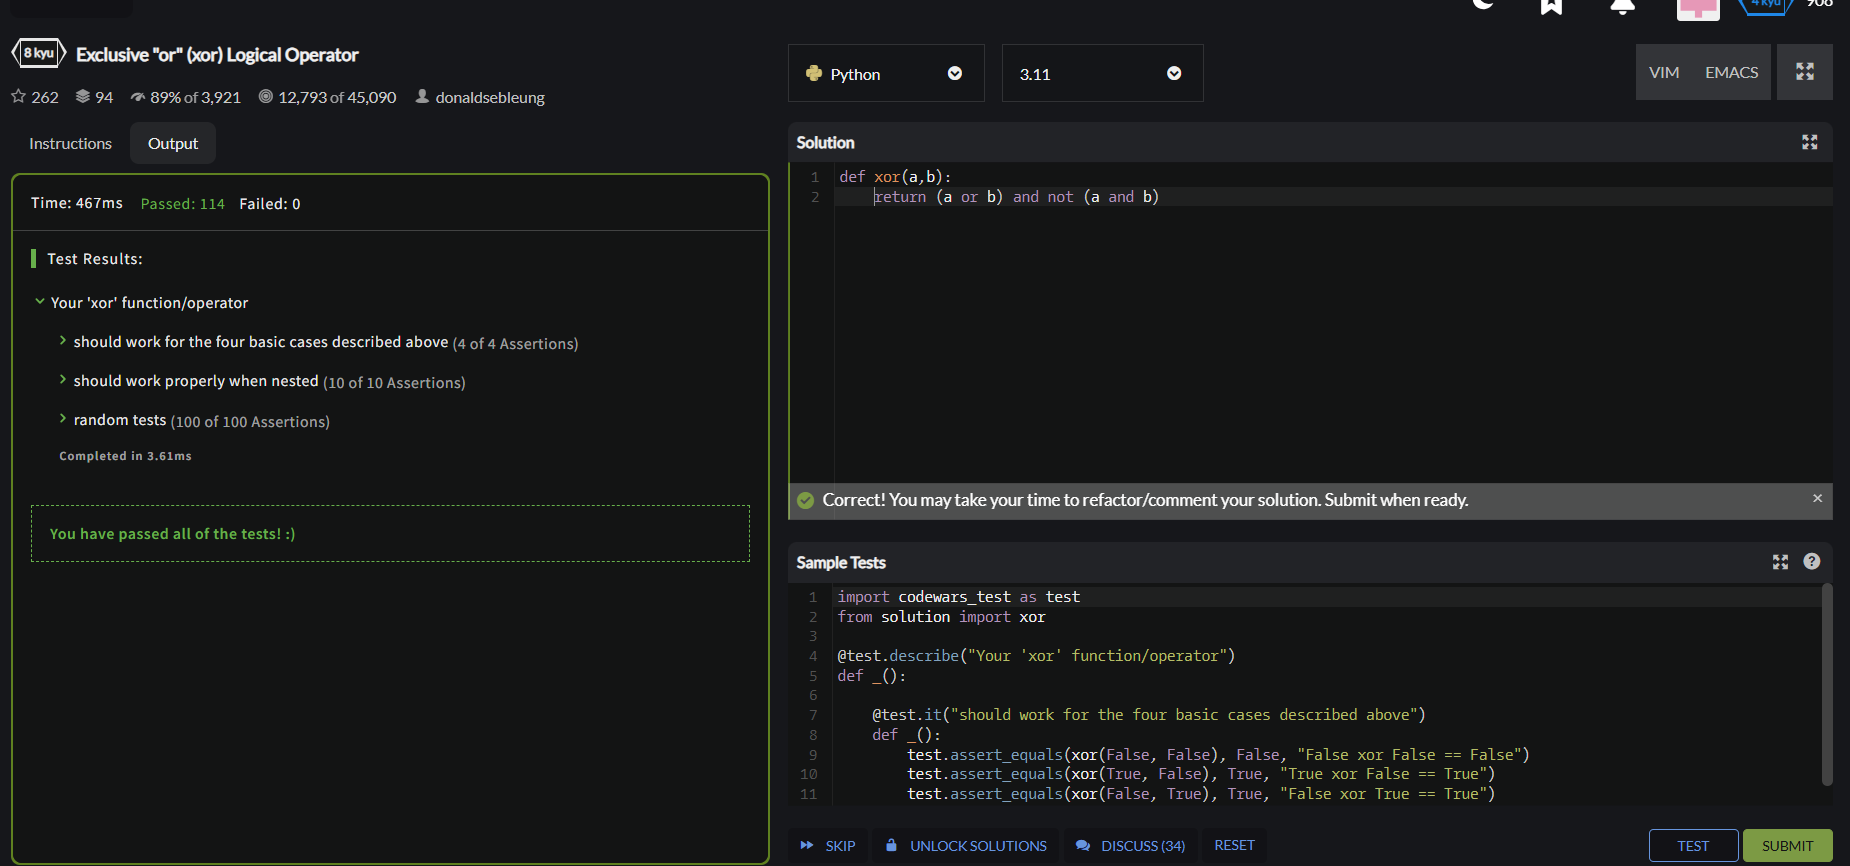 4 kyu
908
8 kyu
Exclusive "or" (xor) Logical Operator
262 94 89% of 3,921 12,793 of 45,090 donaldsebleung
Instructions Output
Time: 467ms Passed: 114 Failed: 0
Test Results:
Your 'xor' function/operator
should work for the four basic cases described above (4 of 4 Assertions)
should work properly when nested (10 of 10 Assertions)
random tests (100 of 100 Assertions)
Completed in 3.61ms
You have passed all of the tests! :)
Python 3.11 VIM EMACS
Solution
1 def xor(a,b):
2     return (a or b) and not (a and b)
Correct! You may take your time to refactor/comment your solution. Submit when ready. ×
Sample Tests ?
1 import codewars_test as test
2 from solution import xor
3
4 @test.describe("Your 'xor' function/operator")
5 def _():
6
7     @test.it("should work for the four basic cases described above")
8     def _():
9         test.assert_equals(xor(False, False), False, "False xor False == False")
10         test.assert_equals(xor(True, False), True, "True xor False == True")
11         test.assert_equals(xor(False, True), True, "False xor True == True")
SKIP UNLOCK SOLUTIONS DISCUSS (34) RESET TEST SUBMIT